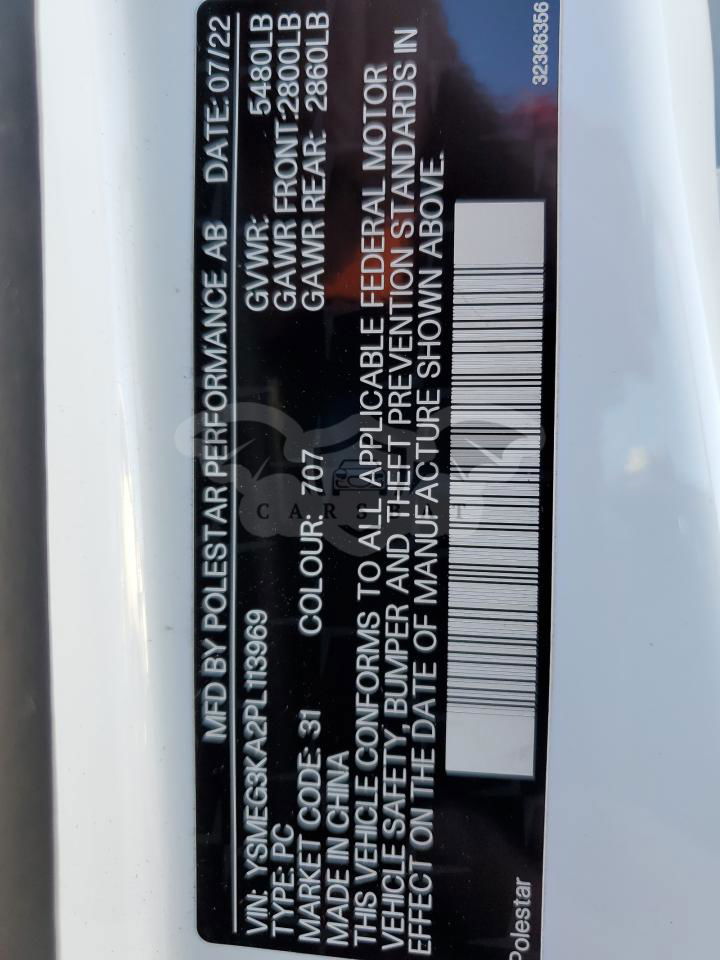 MFD BY POLESTAR PERFORMANCE AB DATE: 07/22
VIN: YSMEG3KA2PL113969 GVWR: 5480LB
TYPE: PC GAWR FRONT: 2800LB
MARKET CODE: 31 COLOUR: 707 GAWR REAR: 2860LB
MADE IN CHINA
THIS VEHICLE CONFORMS TO ALL APPLICABLE FEDERAL MOTOR
VEHICLE SAFETY, BUMPER AND THEFT PREVENTION STANDARDS IN
EFFECT ON THE DATE OF MANUFACTURE SHOWN ABOVE.
Polestar 32366356